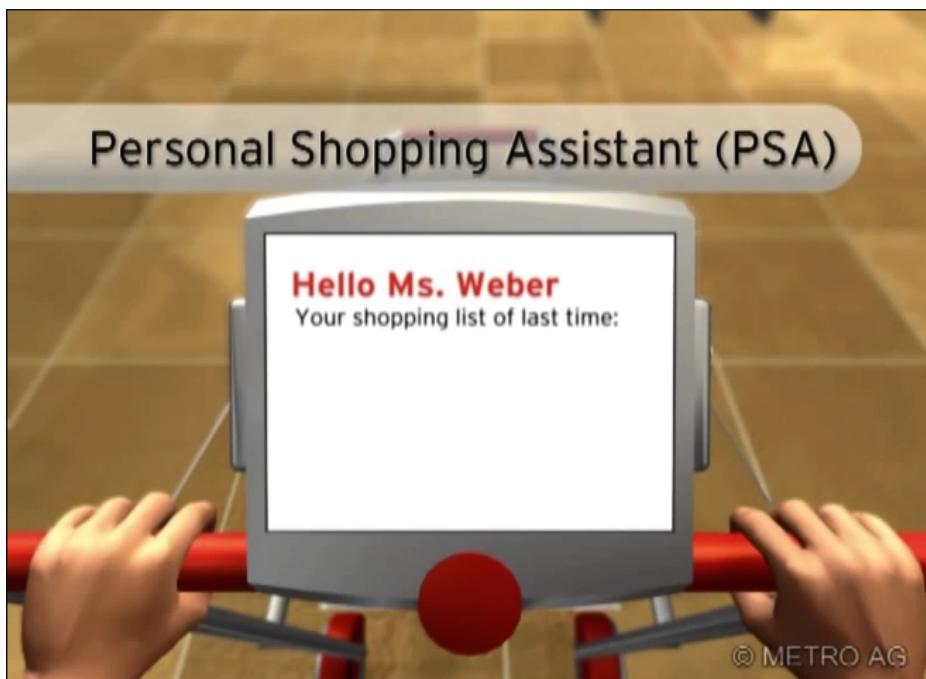 Personal Shopping Assistant (PSA)
Hello Ms. Weber
Your shopping list of last time:
© METRO AG